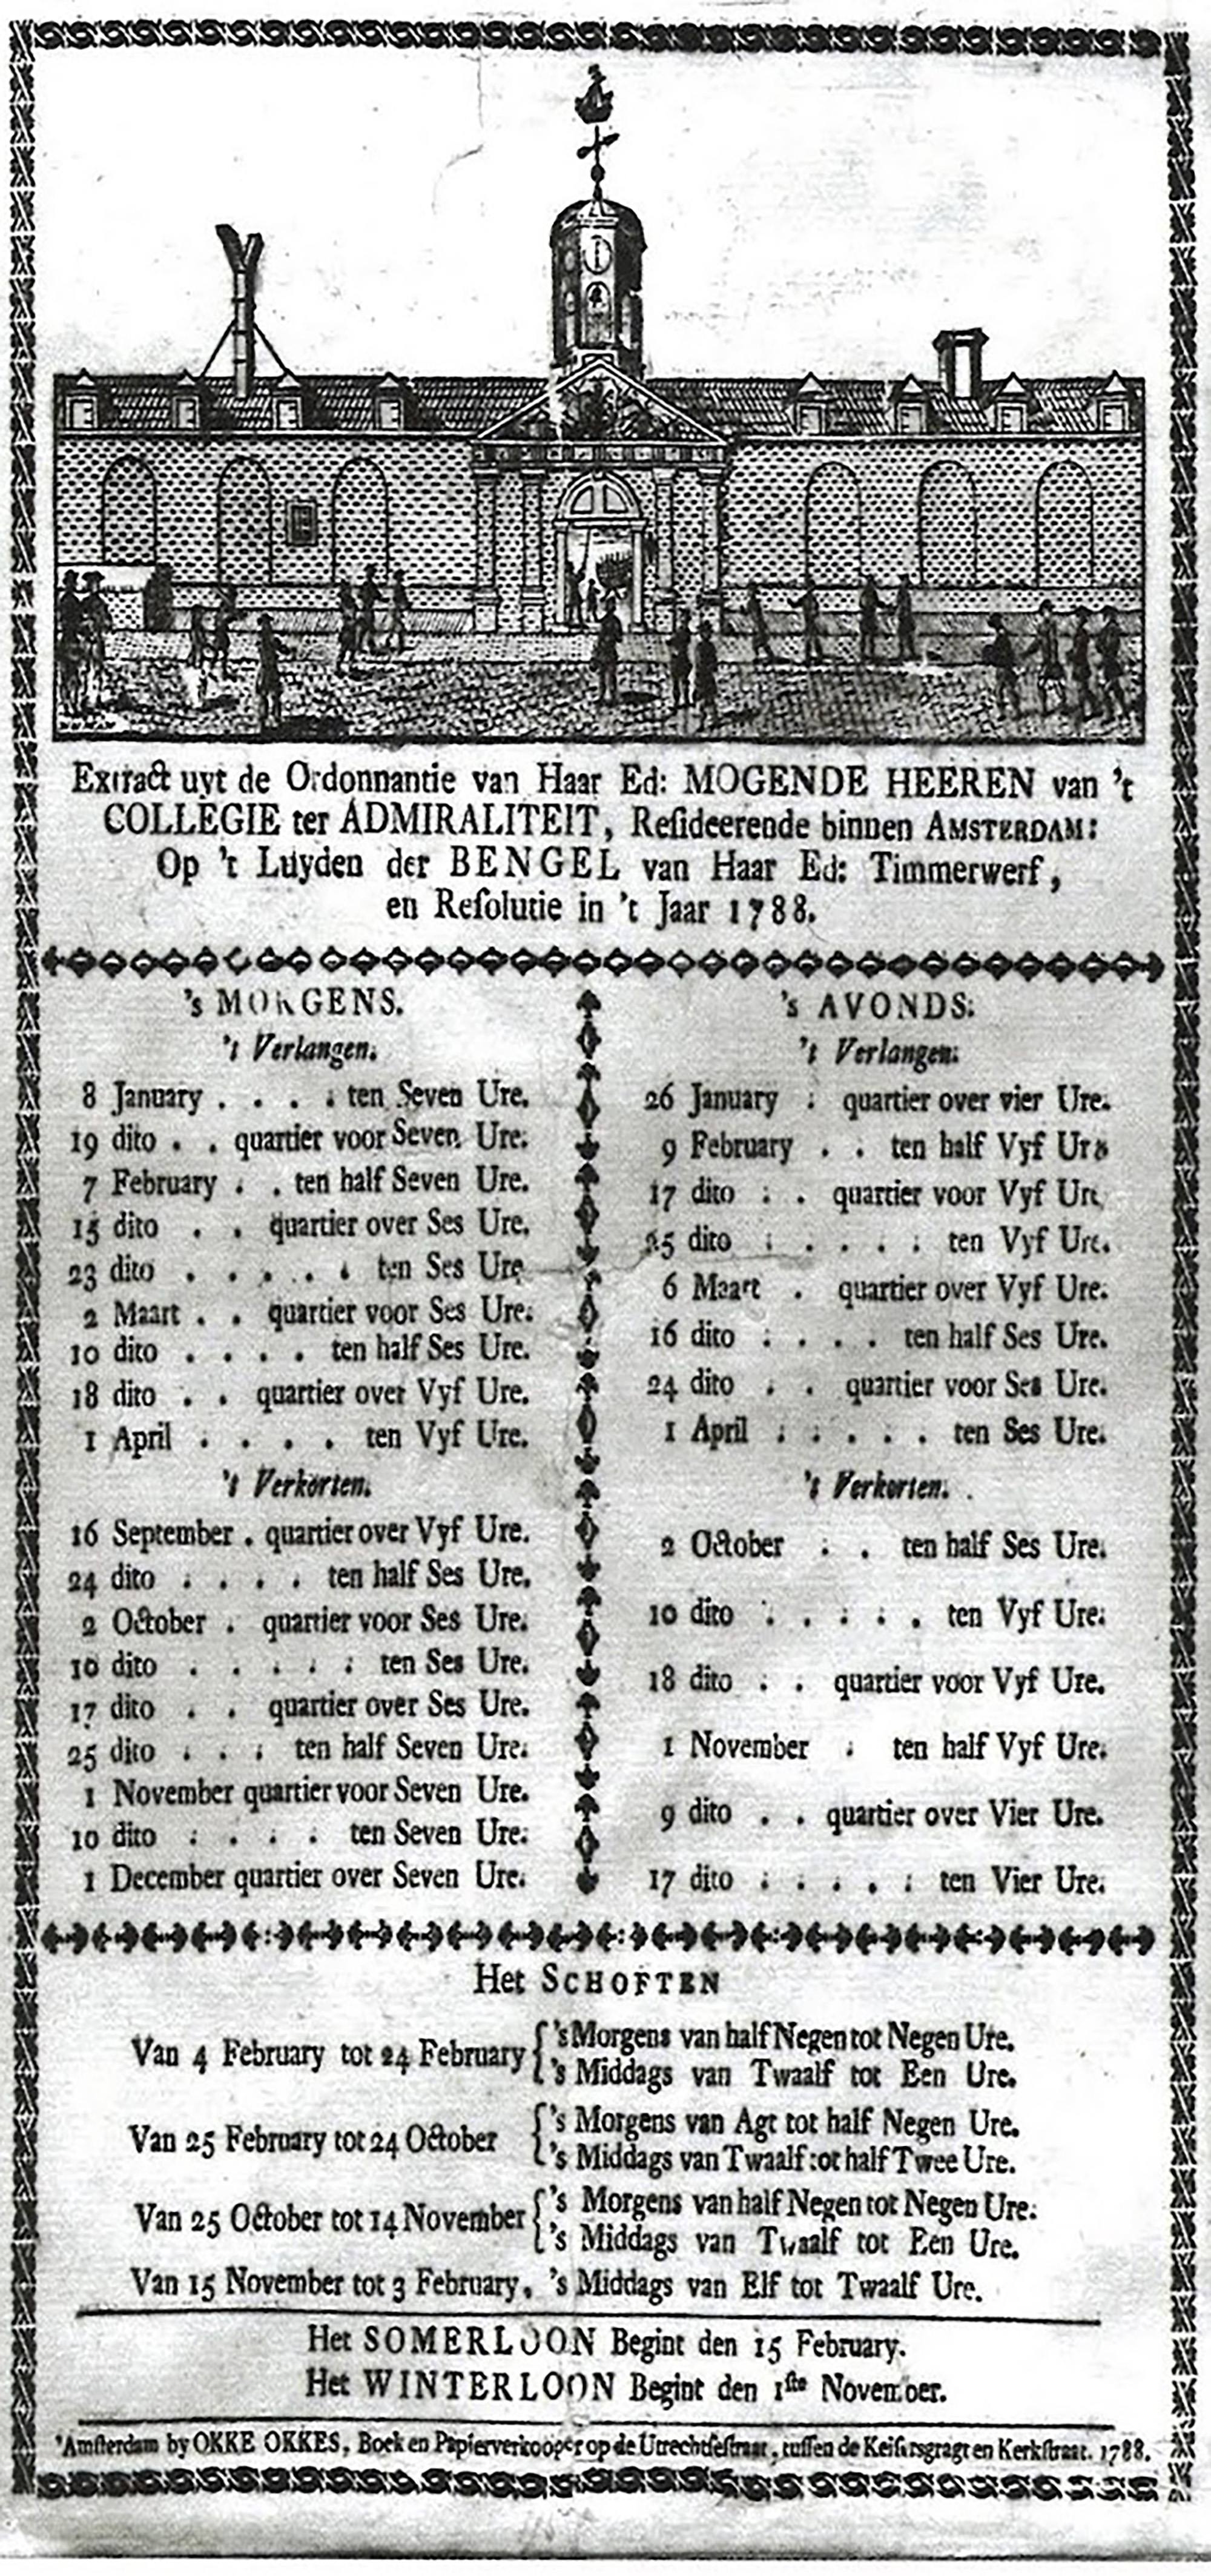 Extract uyt de Ordonnantie van Haar Ed: MOGENDE HEEREN van 't
COLLEGIE ter ADMIRALITEIT, Reſideerende binnen AMSTERDAM:
Op 't Luyden der BENGEL van Haar Ed: Timmerwerf,
en Reſolutie in 't Jaar 1788.
's MORGENS.
't Verlangen.
8 January . . . . ten Seven Ure.
19 dito . . quartier voor Seven Ure.
7 February . . ten half Seven Ure.
15 dito . . quartier over Ses Ure.
23 dito . . . . . . ten Ses Ure
2 Maart . . quartier voor Ses Ure.
10 dito . . . . ten half Ses Ure.
18 dito . . quartier over Vyf Ure.
1 April . . . . ten Vyf Ure.
't Verkorten.
16 September . quartier over Vyf Ure.
24 dito . . . . ten half Ses Ure.
2 October . quartier voor Ses Ure.
10 dito . . . . . ten Ses Ure.
17 dito . . quartier over Ses Ure.
25 dito . . . ten half Seven Ure.
1 November quartier voor Seven Ure.
10 dito . . . . ten Seven Ure.
1 December quartier over Seven Ure.
's AVONDS.
't Verlangen.
26 January . quartier over vier Ure.
9 February . . ten half Vyf Ure
17 dito . . quartier voor Vyf Ure
25 dito . . . . . ten Vyf Ure.
6 Maart . quartier over Vyf Ure.
16 dito . . . . ten half Ses Ure.
24 dito . . quartier voor Ses Ure.
1 April . . . . . ten Ses Ure.
't Verkorten.
2 October . . ten half Ses Ure.
10 dito . . . . . ten Vyf Ure.
18 dito . . quartier voor Vyf Ure.
1 November . ten half Vyf Ure.
9 dito . . quartier over Vier Ure.
17 dito . . . . . ten Vier Ure.
Het SCHOFTEN
Van 4 February tot 24 February { 's Morgens van half Negen tot Negen Ure.
's Middags van Twaalf tot Een Ure.
Van 25 February tot 24 October { 's Morgens van Agt tot half Negen Ure.
's Middags van Twaalf tot half Twee Ure.
Van 25 October tot 14 November { 's Morgens van half Negen tot Negen Ure.
's Middags van Twaalf tot Een Ure.
Van 15 November tot 3 February, 's Middags van Elf tot Twaalf Ure.
Het SOMERLOON Begint den 15 February.
Het WINTERLOON Begint den 1ſte November.
'Amſterdam by OKKE OKKES, Boek en Papierverkooper op de Utrechtſeſtraat, tuſſen de Keiſersgragt en Kerkſtraat. 1788.